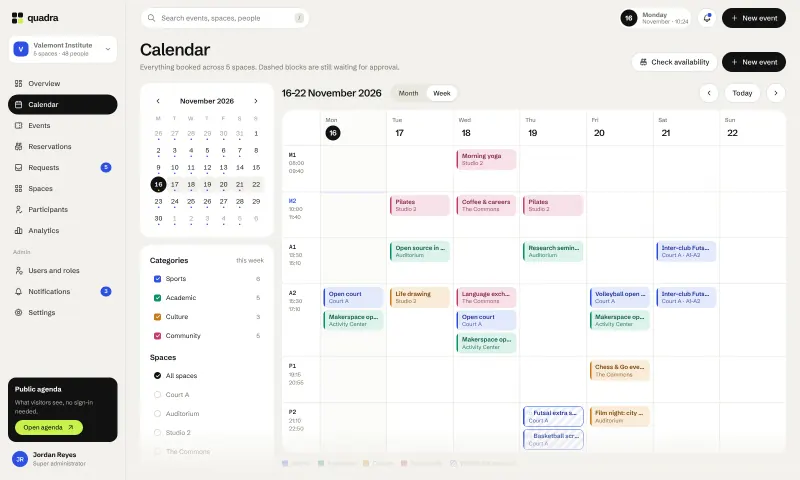 quadra
Search events, spaces, people
/
16
Monday
November · 10:24
+ New event
V
Valemont Institute
5 spaces · 48 people
Overview
Calendar
Events
Reservations
Requests
5
Spaces
Participants
Analytics
Admin
Users and roles
Notifications
3
Settings
Public agenda
What visitors see, no sign-in
needed.
Open agenda
JR
Jordan Reyes
Super administrator
Calendar
Everything booked across 5 spaces. Dashed blocks are still waiting for approval.
Check availability
+ New event
November 2026
M T W T F S S
26 27 28 29 30 31 1
2 3 4 5 6 7 8
9 10 11 12 13 14 15
16 17 18 19 20 21 22
23 24 25 26 27 28 29
30 1 2 3 4 5 6
Categories
this week
Sports
6
Academic
5
Culture
3
Community
5
Spaces
All spaces
Court A
Auditorium
Studio 2
The Commons
16-22 November 2026
Month
Week
Today
Mon
16
Tue
17
Wed
18
Thu
19
Fri
20
Sat
21
Sun
22
M1
08:00
09:40
Morning yoga
Studio 2
M2
10:00
11:40
Pilates
Studio 2
Coffee & careers
The Commons
Pilates
Studio 2
A1
13:30
15:10
Open source in ...
Auditorium
Research semin...
Auditorium
Inter-club Futs...
Court A · A1-A2
A2
15:30
17:10
Open court
Court A
Makerspace op...
Activity Center
Life drawing
Studio 2
Language exch...
The Commons
Open court
Court A
Makerspace op...
Activity Center
Volleyball open ...
Court A
Makerspace op...
Activity Center
Inter-club Futs...
Court A · A1-A2
P1
19:15
20:55
Chess & Go eve...
The Commons
P2
21:10
22:50
Futsal extra s...
Court A
Basketball scr...
Court A
Film night: city ...
Auditorium